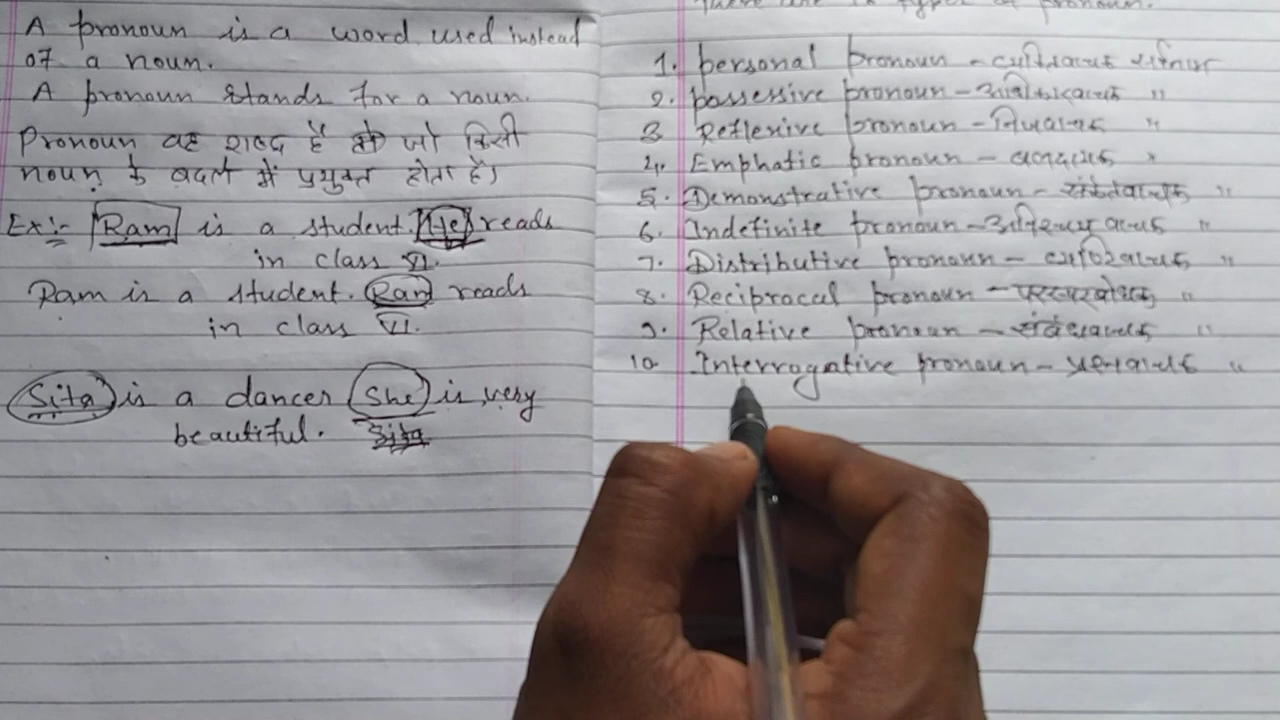 A pronoun is a word used instead
of a noun.
A pronoun stands for a noun.
Pronoun वह शब्द हैं जो किसी
noun के बदले में प्रयुक्त होता है।
Ex:- Ram is a student. He reads
in class VI.
Ram is a student. Ram reads
in class VI.
Sita is a dancer She is very
beautiful. Sita
types of pronoun.
1. personal pronoun - व्यक्तिवाचक सर्वनाम
2. possessive pronoun - अधिकारवाचक "
3. Reflexive pronoun - निजवाचक "
4. Emphatic pronoun - "
5. Demonstrative pronoun - संकेतवाचक "
6. Indefinite pronoun - अनिश्चयवाचक "
7. Distributive pronoun - "
8. Reciprocal pronoun - परस्परबोधक "
9. Relative pronoun - संबंधवाचक "
10. Interrogative pronoun - प्रश्नवाचक "